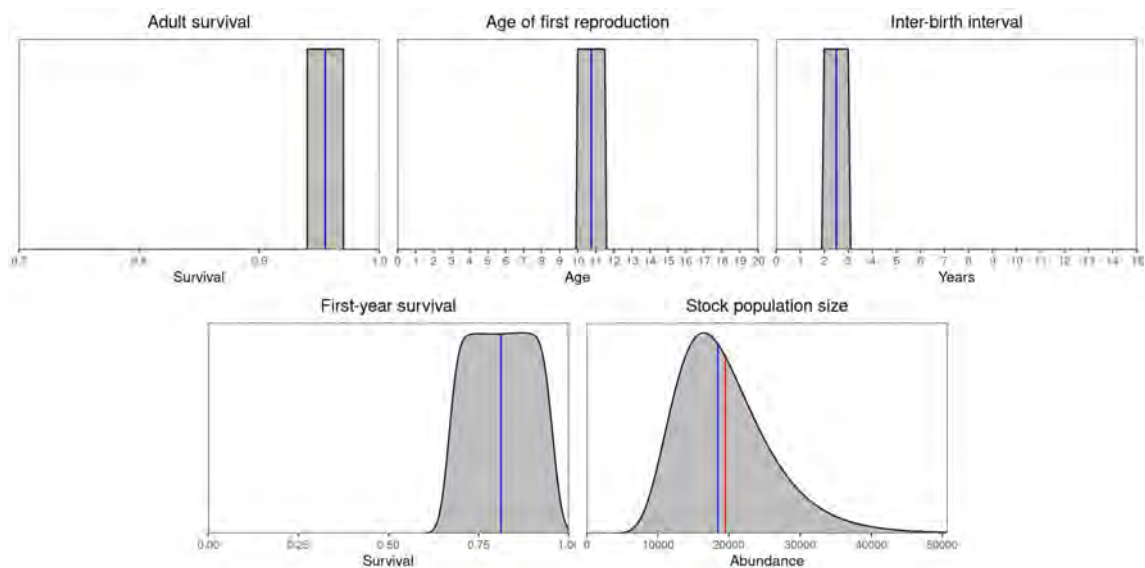 Adult survival Age of first reproduction Inter-birth interval
0.7 0.8 0.9 1.0 0 1 2 3 4 5 6 7 8 9 10 11 12 13 14 15 16 17 18 19 20 0 1 2 3 4 5 6 7 8 9 10 11 12 13 14 15
Survival Age Years
First-year survival Stock population size
0.00 0.25 0.50 0.75 1.0 0 10000 20000 30000 40000 50000
Survival Abundance